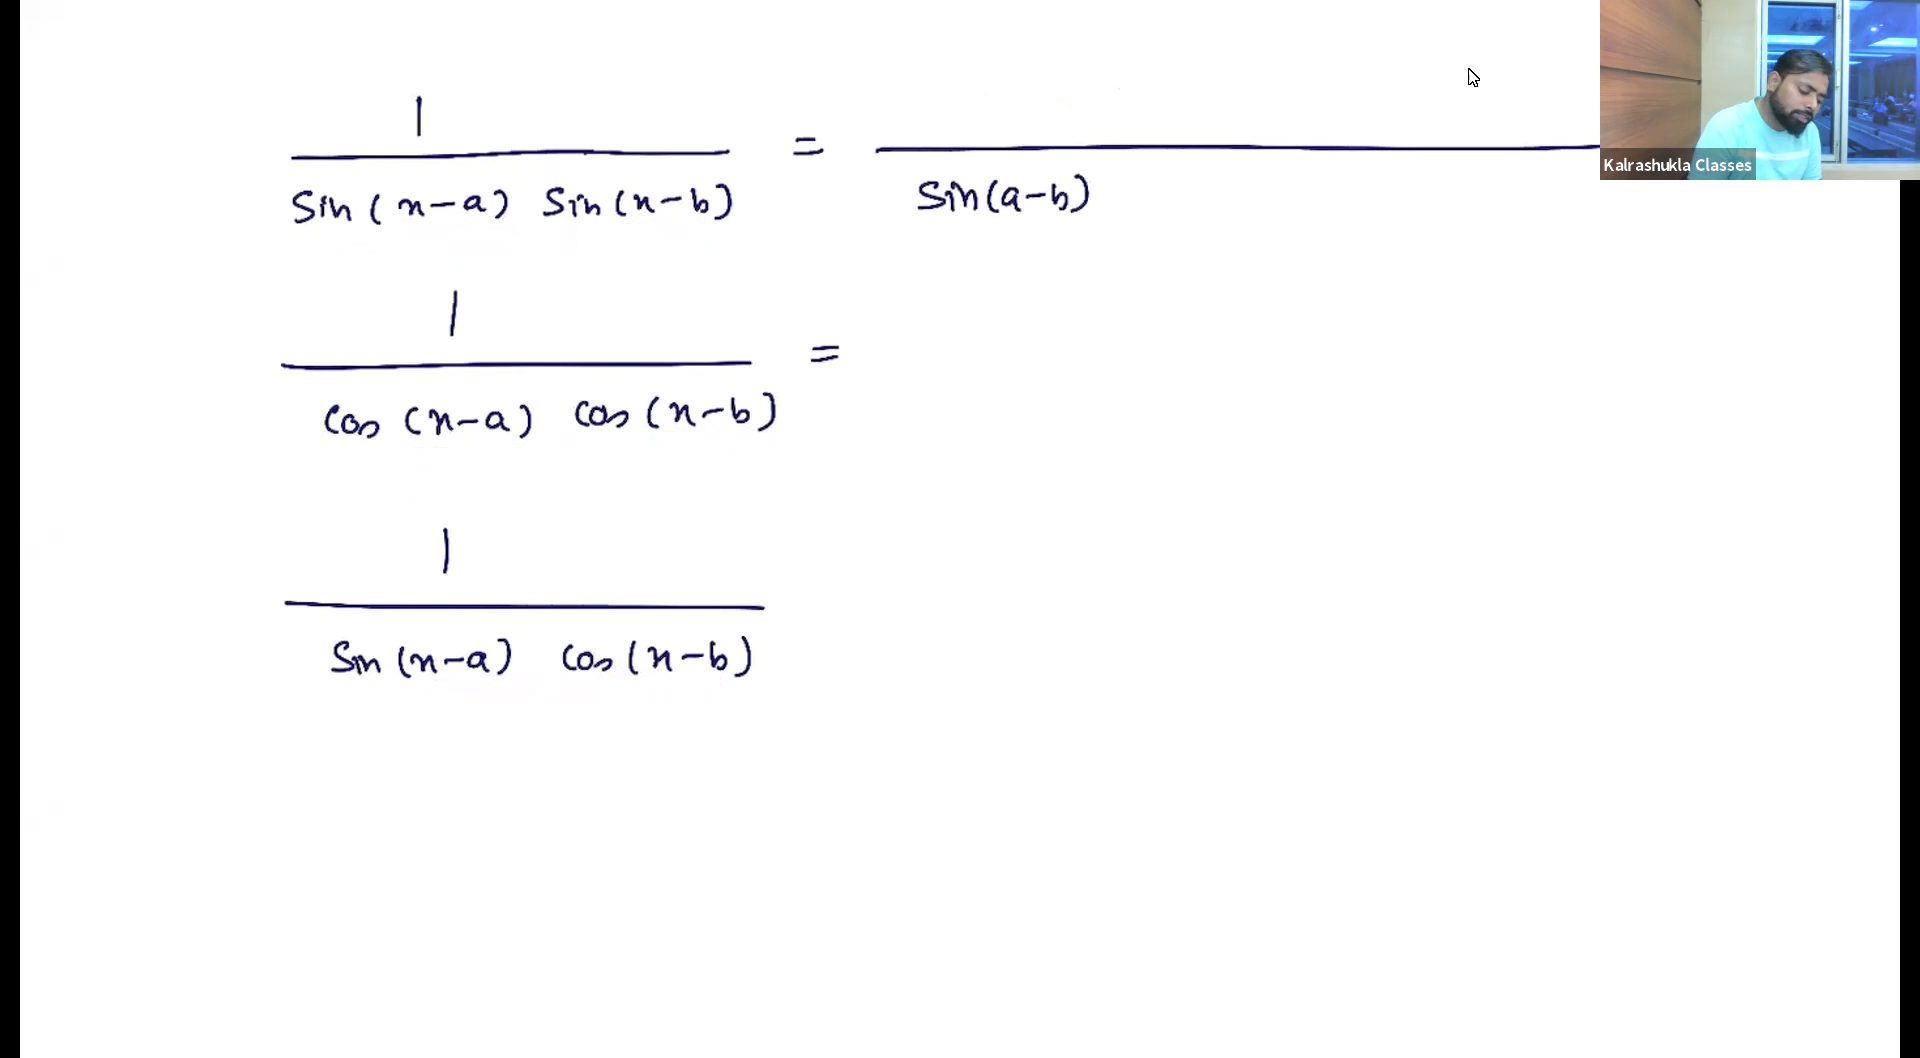 1 / Sin(x-a) Sin(x-b) = / Sin(a-b)
Kalrashukla Classes
1 / Cos(x-a) Cos(x-b) =
1 / Sin(x-a) Cos(x-b)